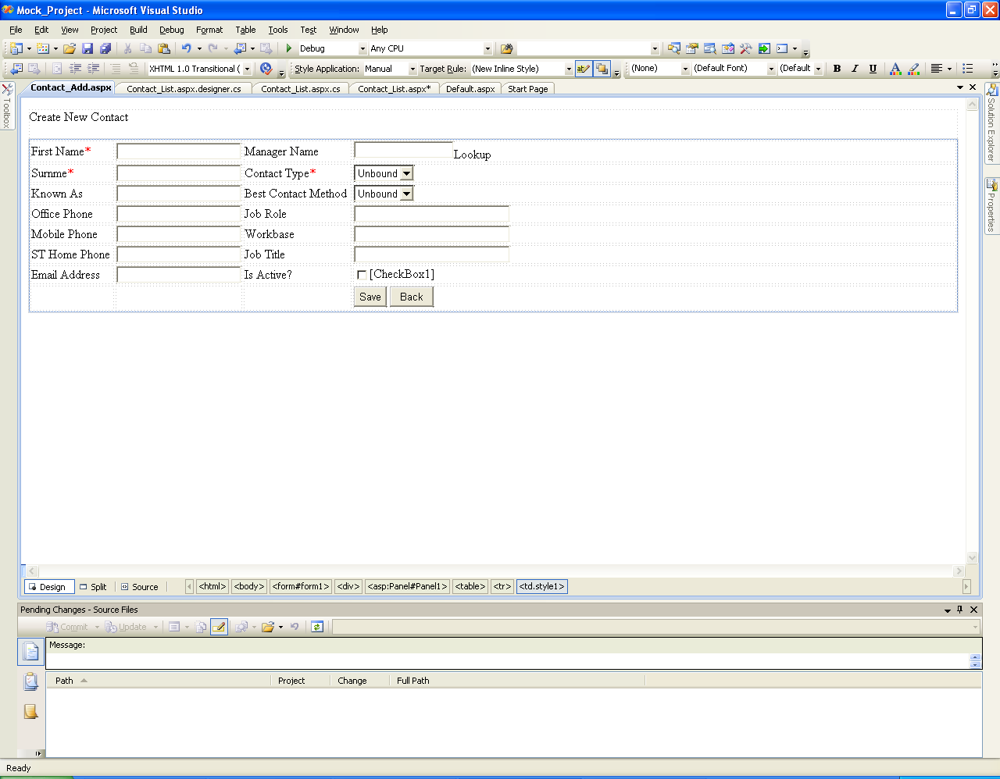 Mock_Project - Microsoft Visual Studio
File Edit View Project Build Debug Format Table Tools Test Window Help
Debug Any CPU
XHTML 1.0 Transitional ( Style Application: Manual Target Rule: (New Inline Style) (None) (Default Font) (Default B I U
Contact_Add.aspx Contact_List.aspx.designer.cs Contact_List.aspx.cs Contact_List.aspx* Default.aspx Start Page
Toolbox
Solution Explorer
Properties
Create New Contact
First Name* Manager Name Lookup
Surnme* Contact Type* Unbound
Known As Best Contact Method Unbound
Office Phone Job Role
Mobile Phone Workbase
ST Home Phone Job Title
Email Address Is Active? [CheckBox1]
Save Back
Design Split Source <html> <body> <form#form1> <div> <asp:Panel#Panel1> <table> <tr> <td.style1>
Pending Changes - Source Files
Commit Update
Message:
Path Project Change Full Path
Ready